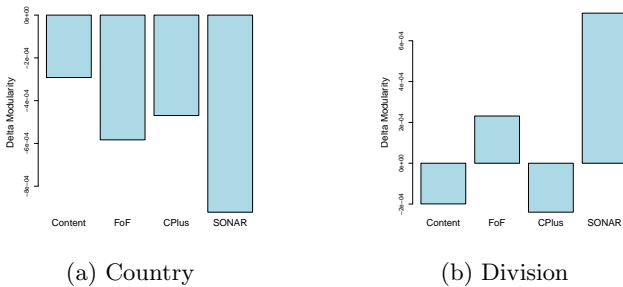 Delta Modularity
0e+00
−2e−04
−4e−04
−6e−04
−8e−04
Content FoF CPlus SONAR
(a) Country
Delta Modularity
6e−04
4e−04
2e−04
0e+00
−2e−04
Content FoF CPlus SONAR
(b) Division